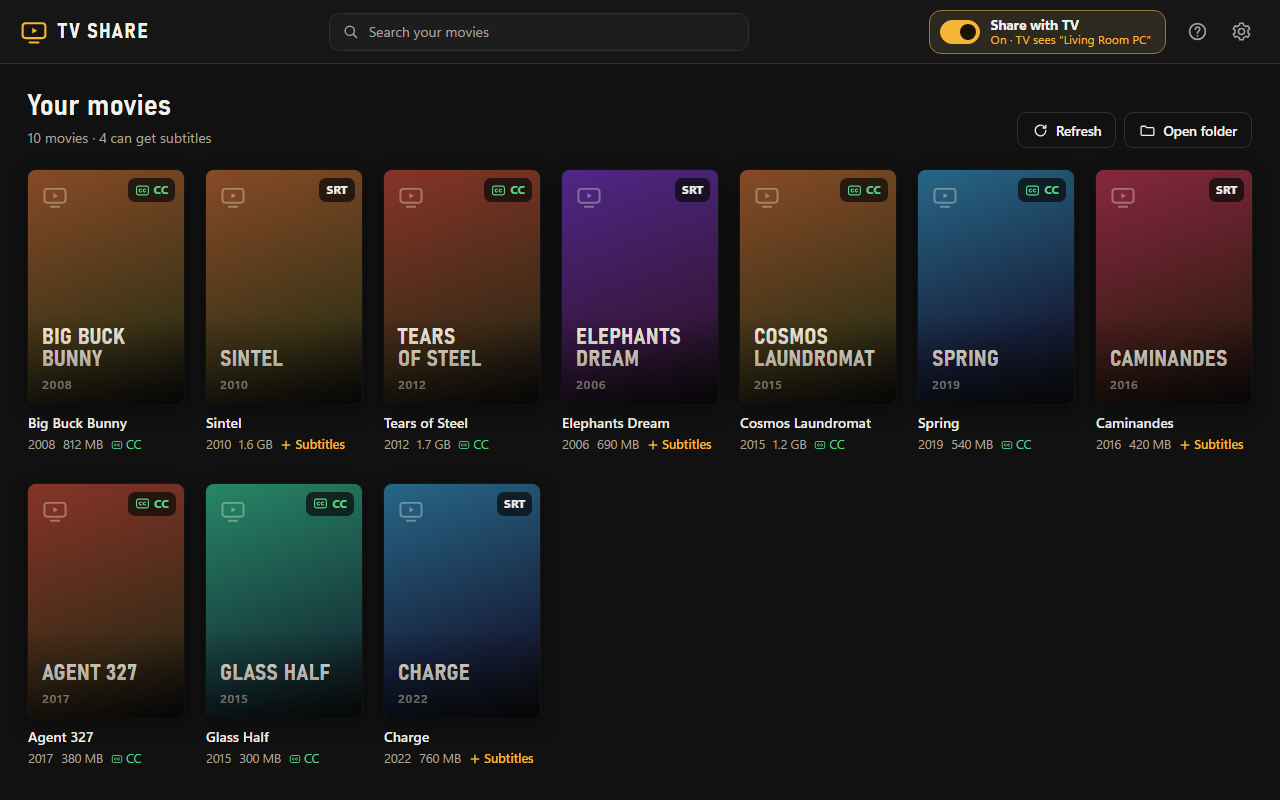 TV SHARE
Search your movies
Share with TV
On · TV sees “Living Room PC”
Your movies
10 movies · 4 can get subtitles
Refresh
Open folder
CC
BIG BUCK
BUNNY
2008
Big Buck Bunny
2008 812 MB CC
SRT
SINTEL
2010
Sintel
2010 1.6 GB + Subtitles
CC
TEARS
OF STEEL
2012
Tears of Steel
2012 1.7 GB CC
SRT
ELEPHANTS
DREAM
2006
Elephants Dream
2006 690 MB + Subtitles
CC
COSMOS
LAUNDROMAT
2015
Cosmos Laundromat
2015 1.2 GB CC
CC
SPRING
2019
Spring
2019 540 MB CC
SRT
CAMINANDES
2016
Caminandes
2016 420 MB + Subtitles
CC
AGENT 327
2017
Agent 327
2017 380 MB CC
CC
GLASS HALF
2015
Glass Half
2015 300 MB CC
SRT
CHARGE
2022
Charge
2022 760 MB + Subtitles